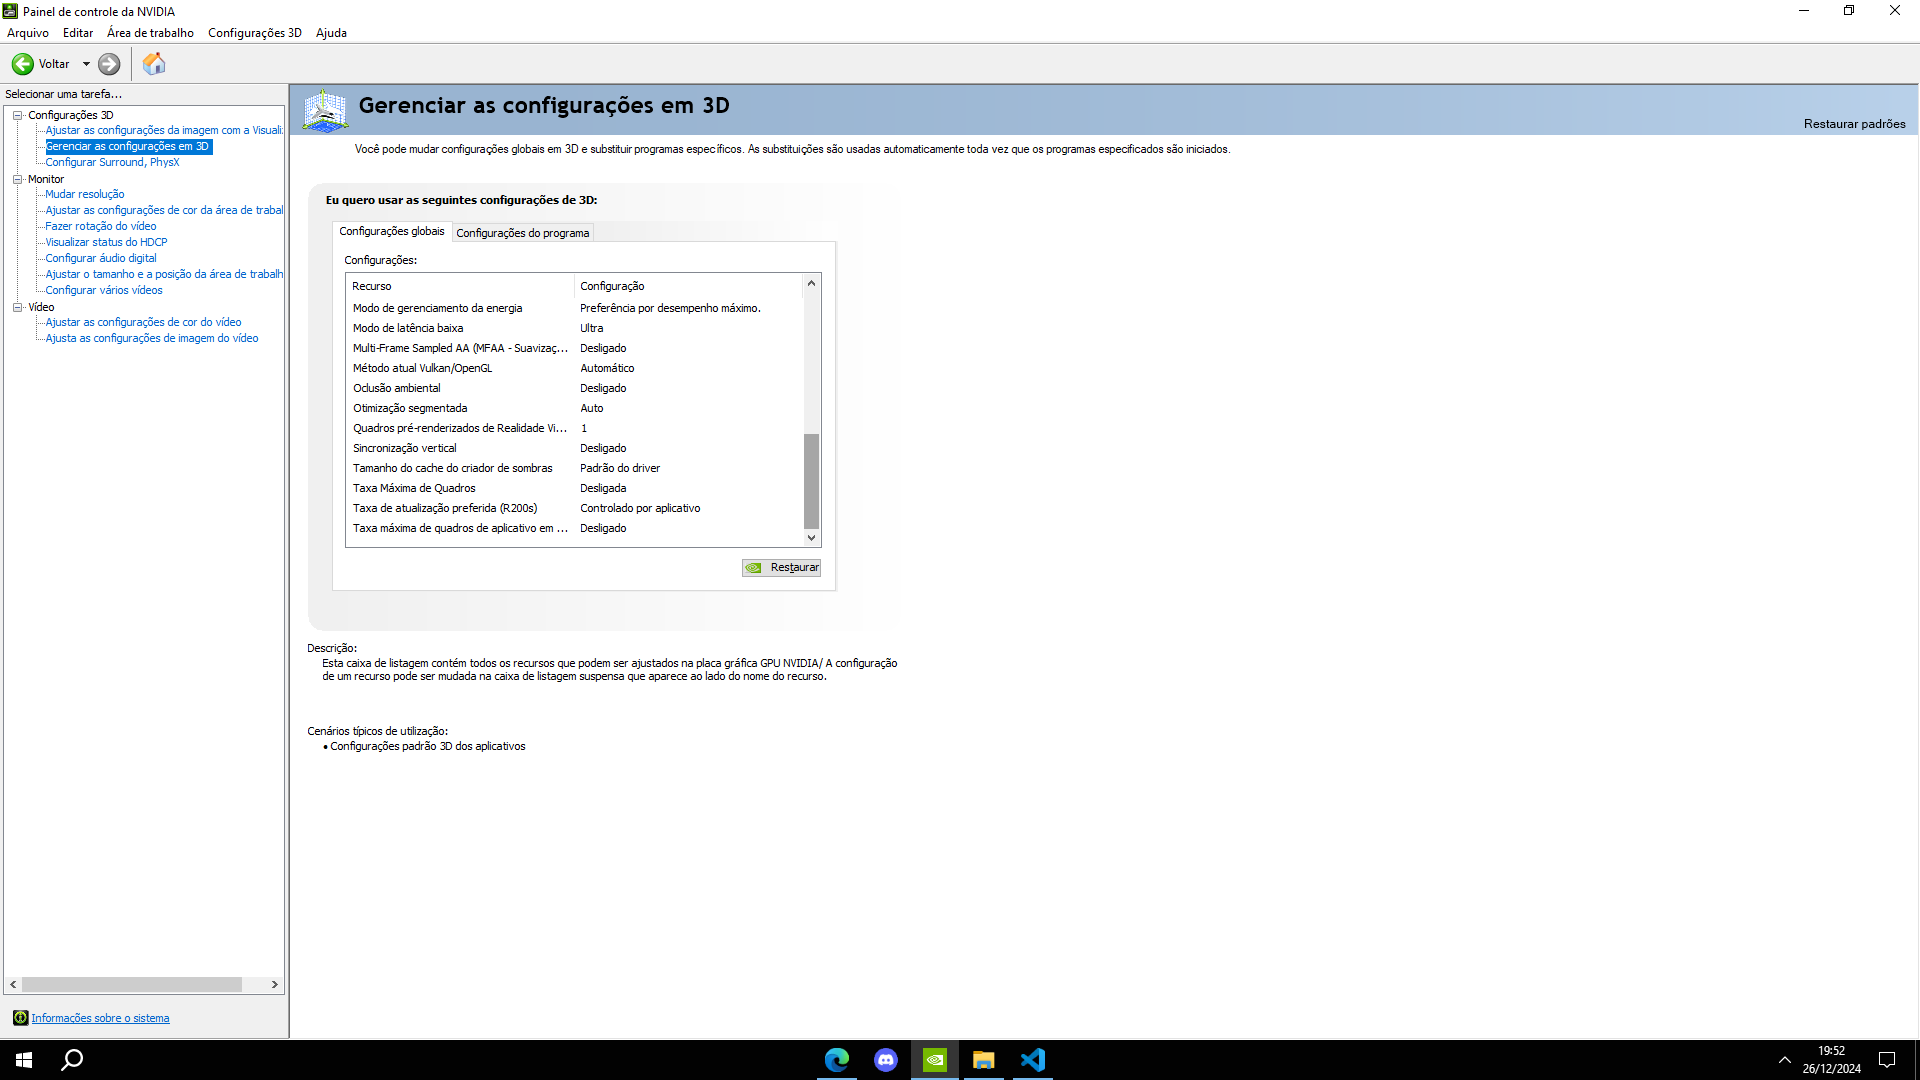 Painel de controle da NVIDIA
Arquivo Editar Área de trabalho Configurações 3D Ajuda
Voltar
Selecionar uma tarefa...
Configurações 3D
Ajustar as configurações da imagem com a Visuali
Gerenciar as configurações em 3D
Configurar Surround, PhysX
Monitor
Mudar resolução
Ajustar as configurações de cor da área de trabal
Fazer rotação do vídeo
Visualizar status do HDCP
Configurar áudio digital
Ajustar o tamanho e a posição da área de trabalh
Configurar vários vídeos
Vídeo
Ajustar as configurações de cor do vídeo
Ajusta as configurações de imagem do vídeo
Informações sobre o sistema
Gerenciar as configurações em 3D
Restaurar padrões
Você pode mudar configurações globais em 3D e substituir programas específicos. As substituições são usadas automaticamente toda vez que os programas especificados são iniciados.
Eu quero usar as seguintes configurações de 3D:
Configurações globais Configurações do programa
Configurações:
Recurso Configuração
Modo de gerenciamento da energia Preferência por desempenho máximo.
Modo de latência baixa Ultra
Multi-Frame Sampled AA (MFAA - Suavizaç... Desligado
Método atual Vulkan/OpenGL Automático
Oclusão ambiental Desligado
Otimização segmentada Auto
Quadros pré-renderizados de Realidade Vi... 1
Sincronização vertical Desligado
Tamanho do cache do criador de sombras Padrão do driver
Taxa Máxima de Quadros Desligada
Taxa de atualização preferida (R200s) Controlado por aplicativo
Taxa máxima de quadros de aplicativo em ... Desligado
Restaurar
Descrição:
Esta caixa de listagem contém todos os recursos que podem ser ajustados na placa gráfica GPU NVIDIA/ A configuração
de um recurso pode ser mudada na caixa de listagem suspensa que aparece ao lado do nome do recurso.
Cenários típicos de utilização:
• Configurações padrão 3D dos aplicativos
19:52
26/12/2024